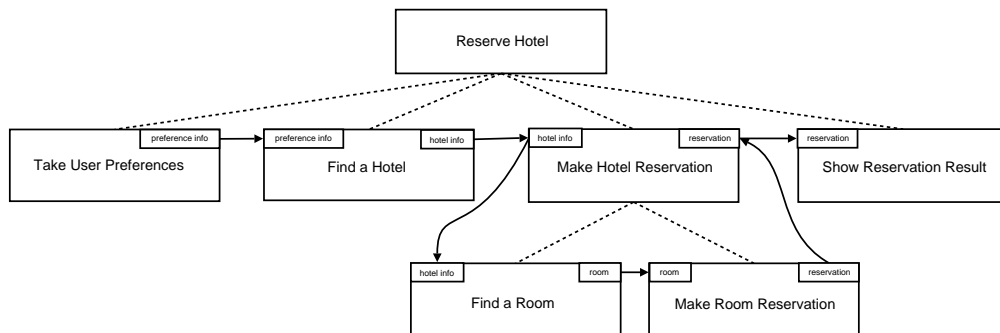 Reserve Hotel
preference info
Take User Preferences
preference info
hotel info
Find a Hotel
hotel info
reservation
Make Hotel Reservation
reservation
Show Reservation Result
hotel info
room
Find a Room
room
reservation
Make Room Reservation